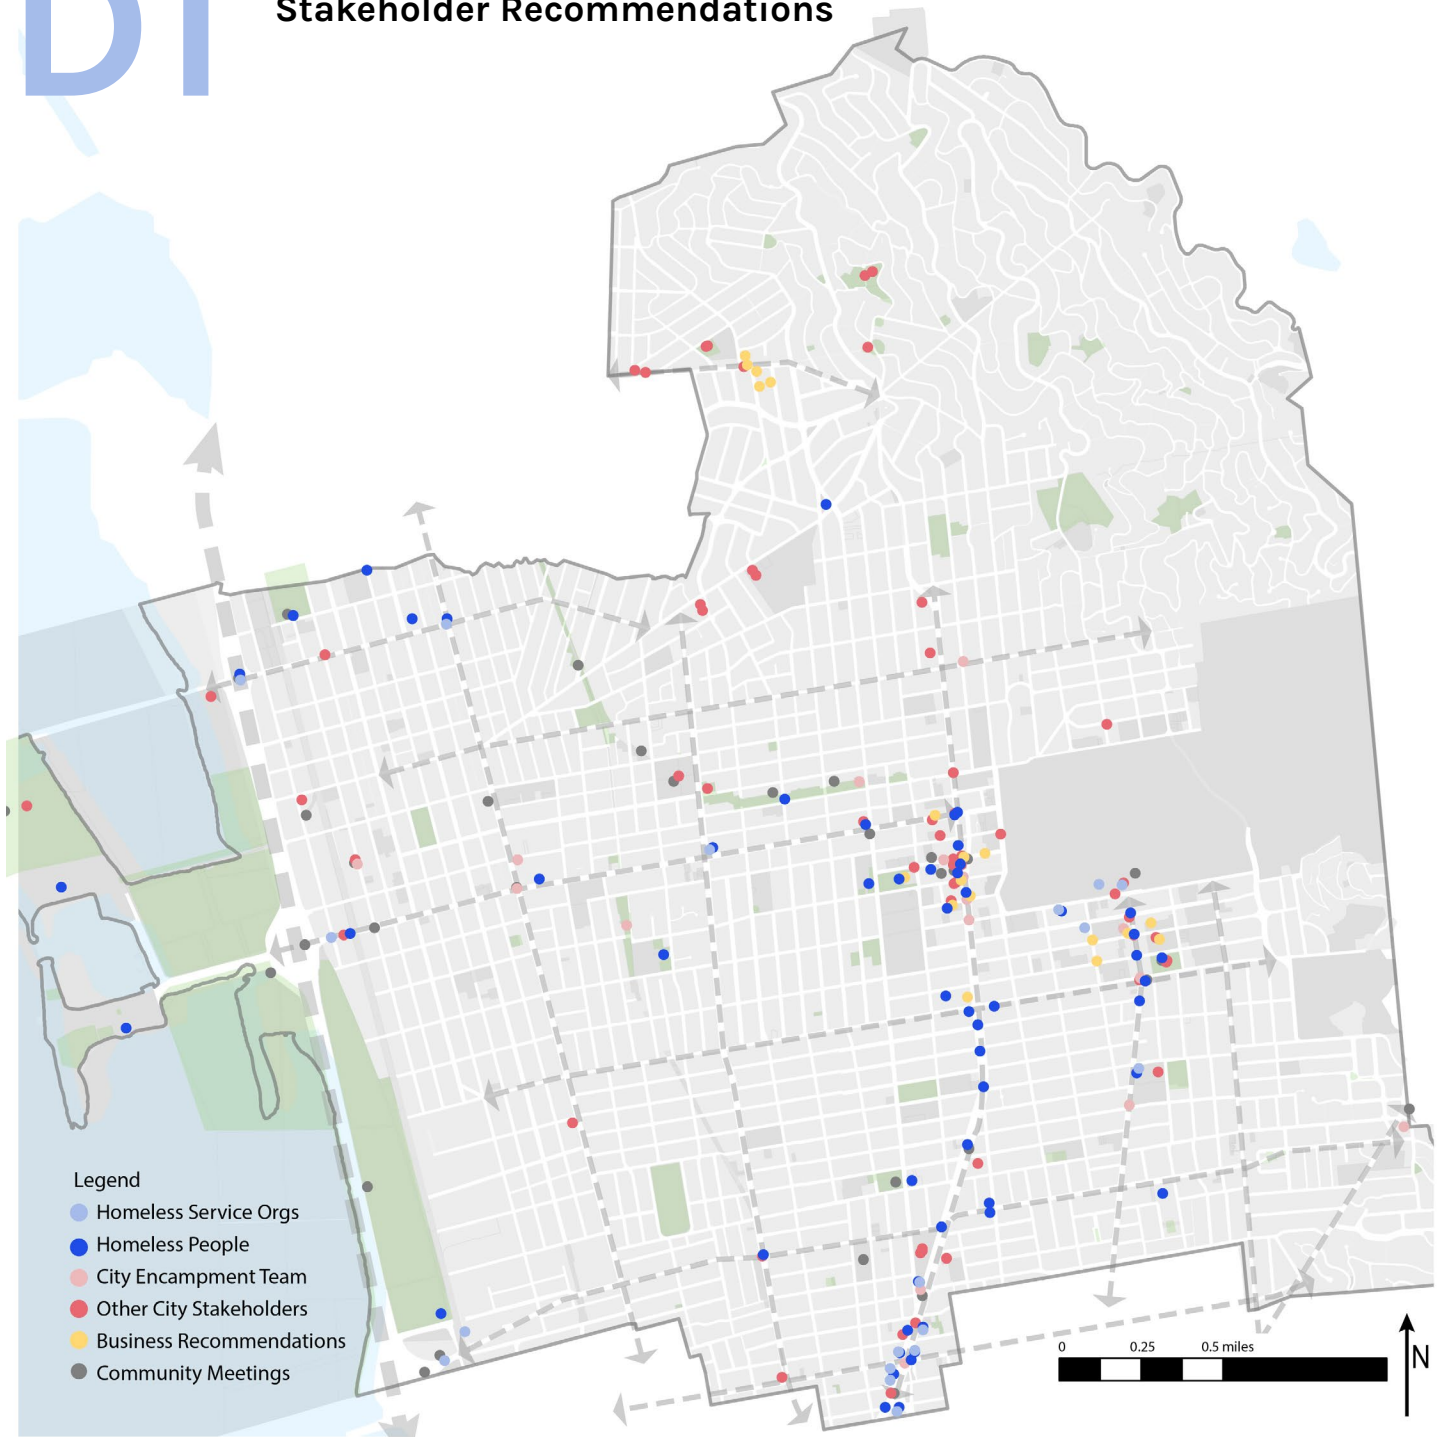 D1
Stakeholder Recommendations
Legend
Homeless Service Orgs
Homeless People
City Encampment Team
Other City Stakeholders
Business Recommendations
Community Meetings
0 0.25 0.5 miles
N